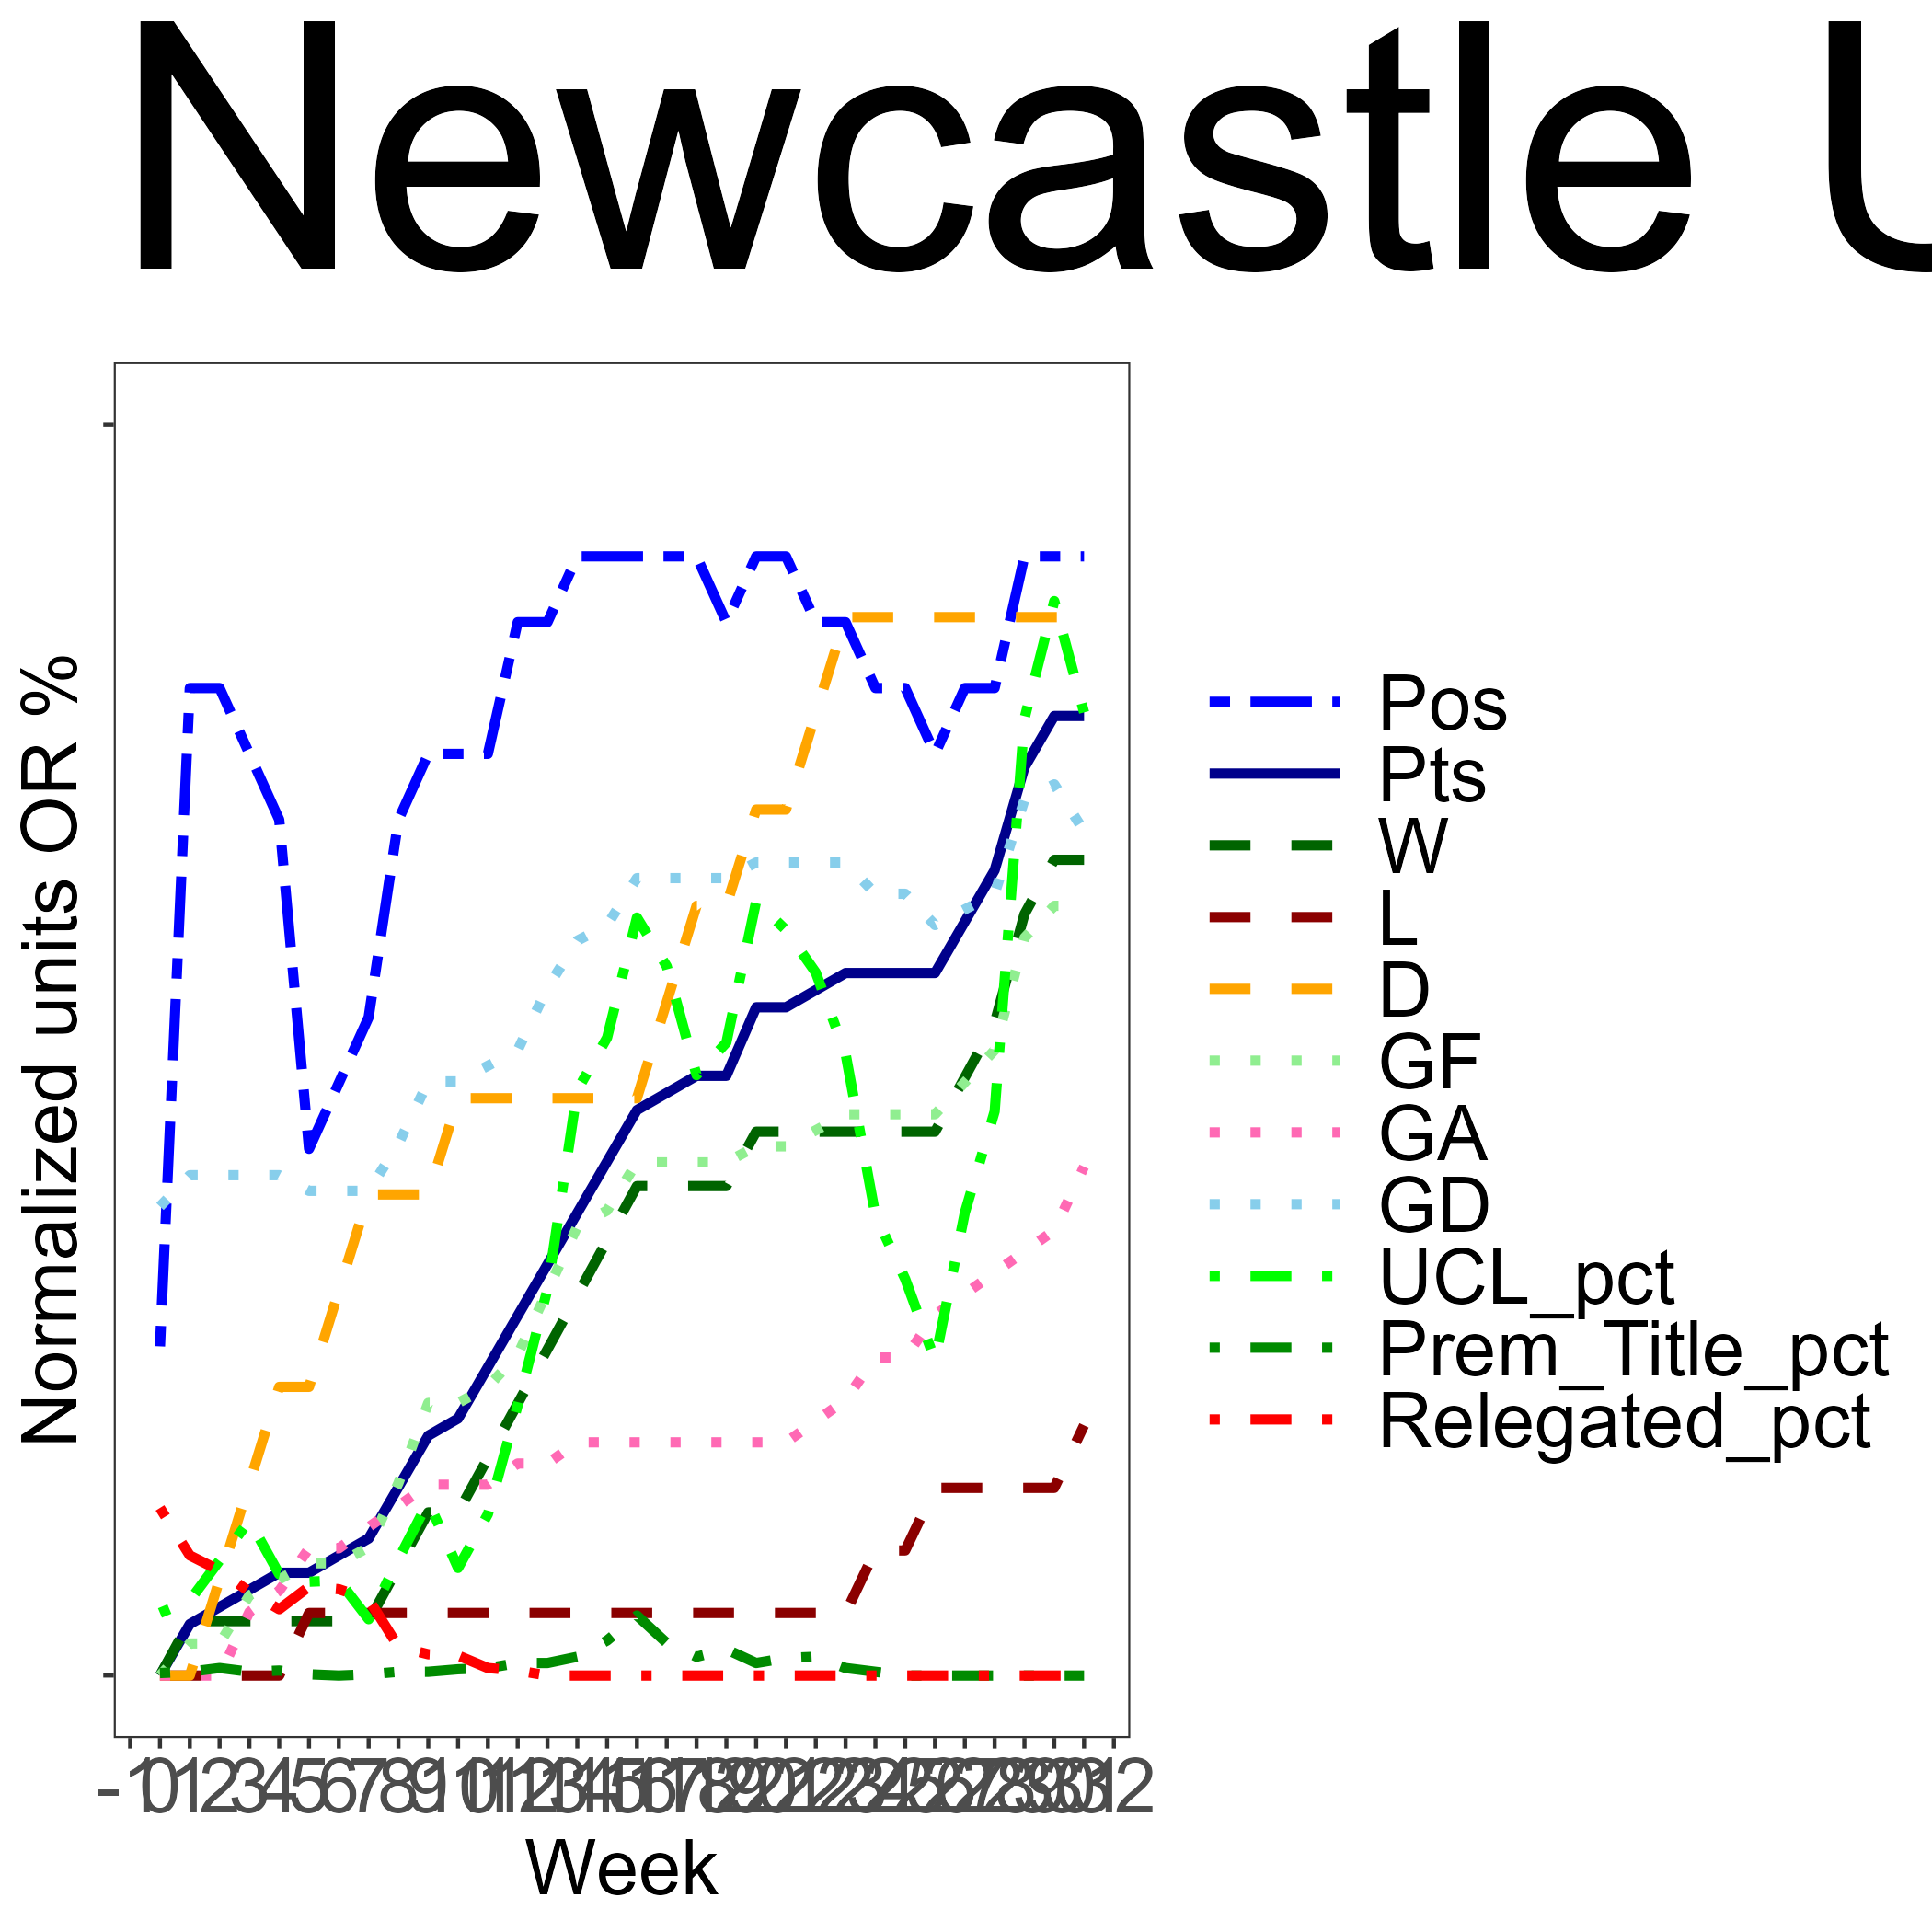 Newcastle U
Normalized units OR %
Pos
Pts
W
L
D
GF
GA
GD
UCL_pct
Prem_Title_pct
Relegated_pct
Week